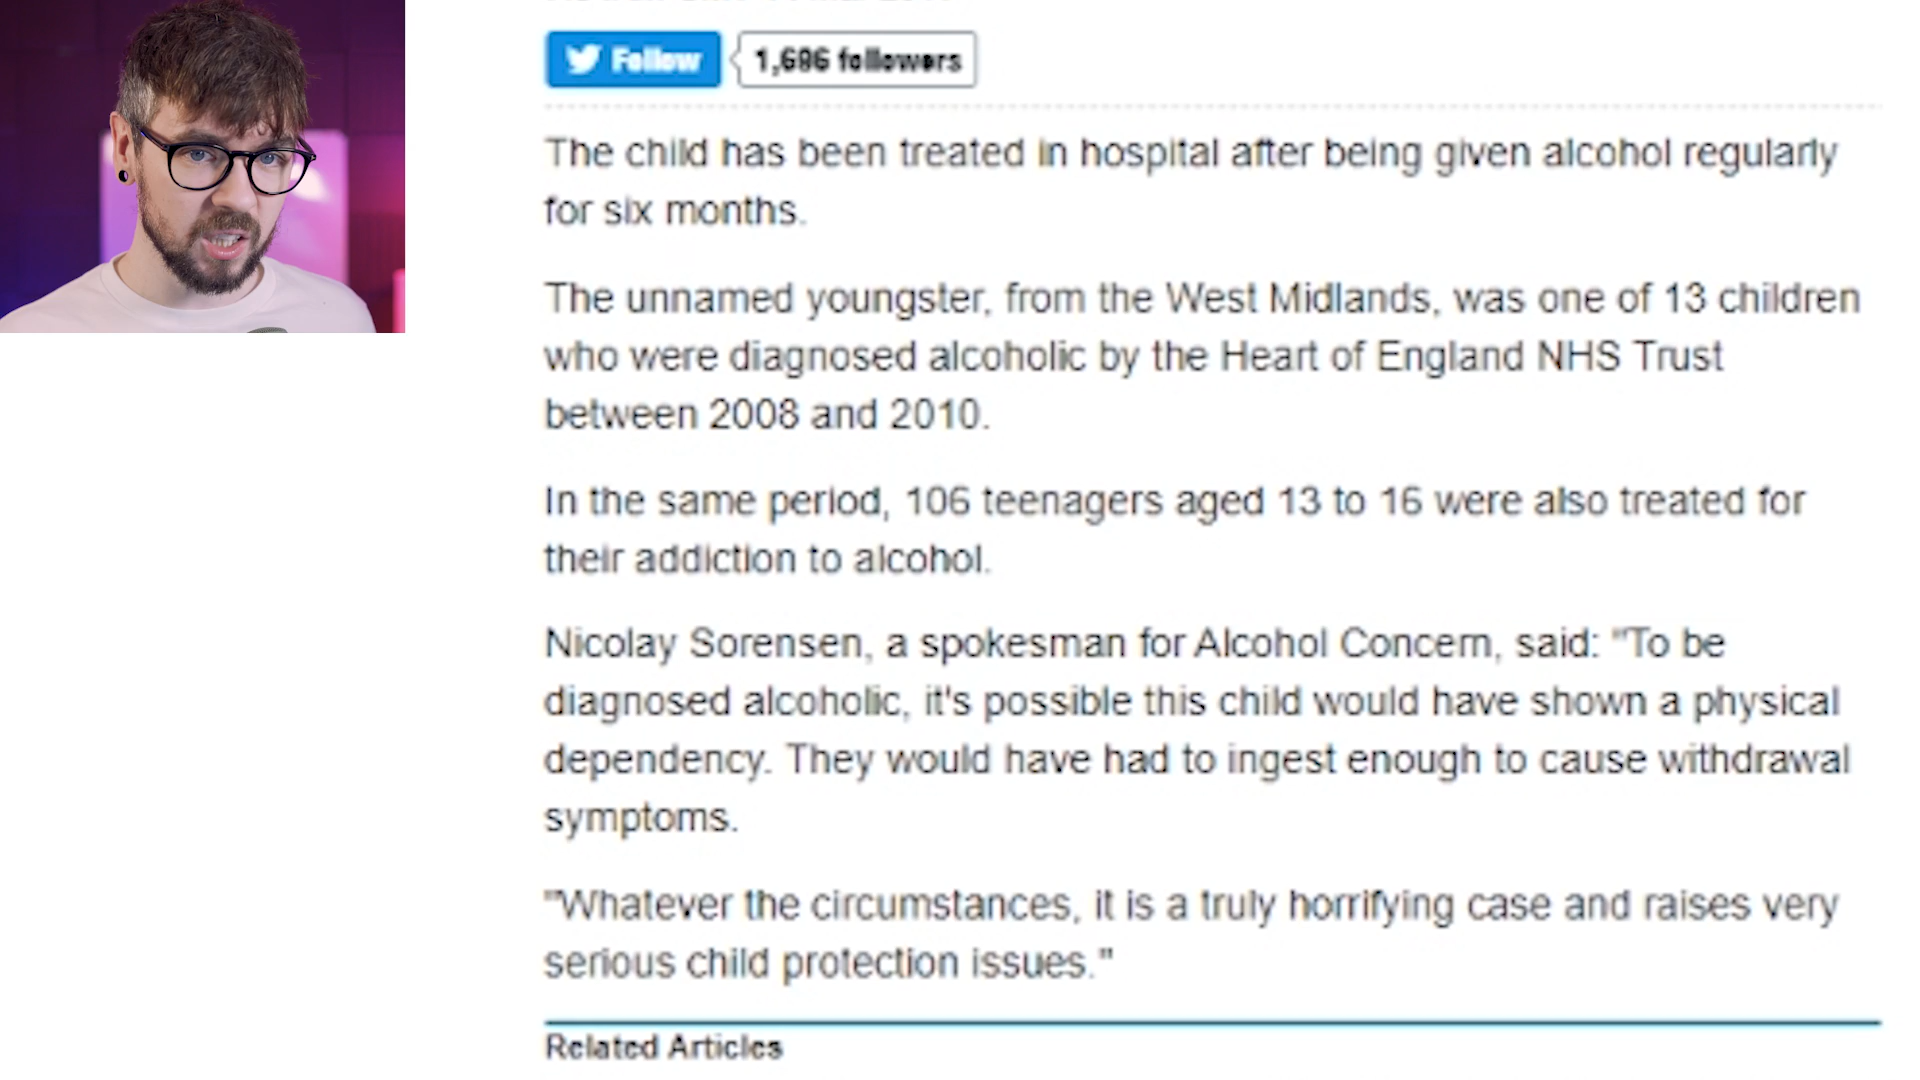 Follow
1,696 followers
The child has been treated in hospital after being given alcohol regularly
for six months.
The unnamed youngster, from the West Midlands, was one of 13 children
who were diagnosed alcoholic by the Heart of England NHS Trust
between 2008 and 2010.
In the same period, 106 teenagers aged 13 to 16 were also treated for
their addiction to alcohol.
Nicolay Sorensen, a spokesman for Alcohol Concern, said: "To be
diagnosed alcoholic, it's possible this child would have shown a physical
dependency. They would have had to ingest enough to cause withdrawal
symptoms.
"Whatever the circumstances, it is a truly horrifying case and raises very
serious child protection issues."
Related Articles